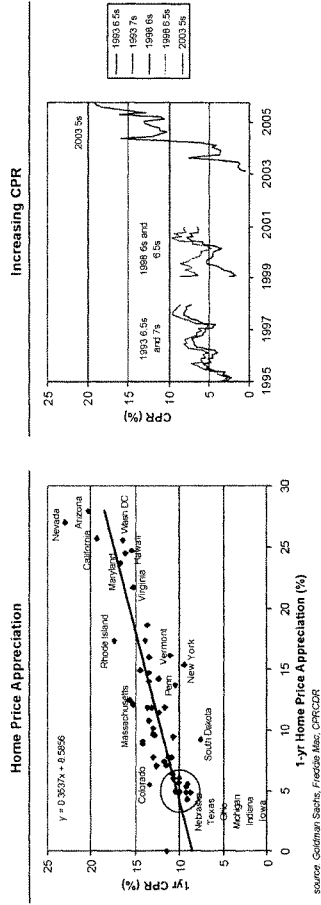 Home Price Appreciation
25
20
15
10
5
0
1yr CPR (%)
y = 0.3537x + 8.5856
Nevada
Arizona
California
Wash DC
Maryland
Hawaii
Virginia
Rhode Island
Massachusetts
Vermont
New York
Penn
Colorado
South Dakota
Nebraska
Texas
Ohio
Michigan
Indiana
Iowa
0
5
10
15
20
25
30
1-yr Home Price Appreciation (%)
source: Goldman Sachs, Freddie Mac, CPRCDR
Increasing CPR
25
20
15
10
5
0
CPR (%)
1993 6.5s
and 7s
1998 6s and
6.5s
2003 5s
1995
1997
1999
2001
2003
2005
1993 6.5s
1993 7s
1998 6s
1998 6.5s
2003 5s